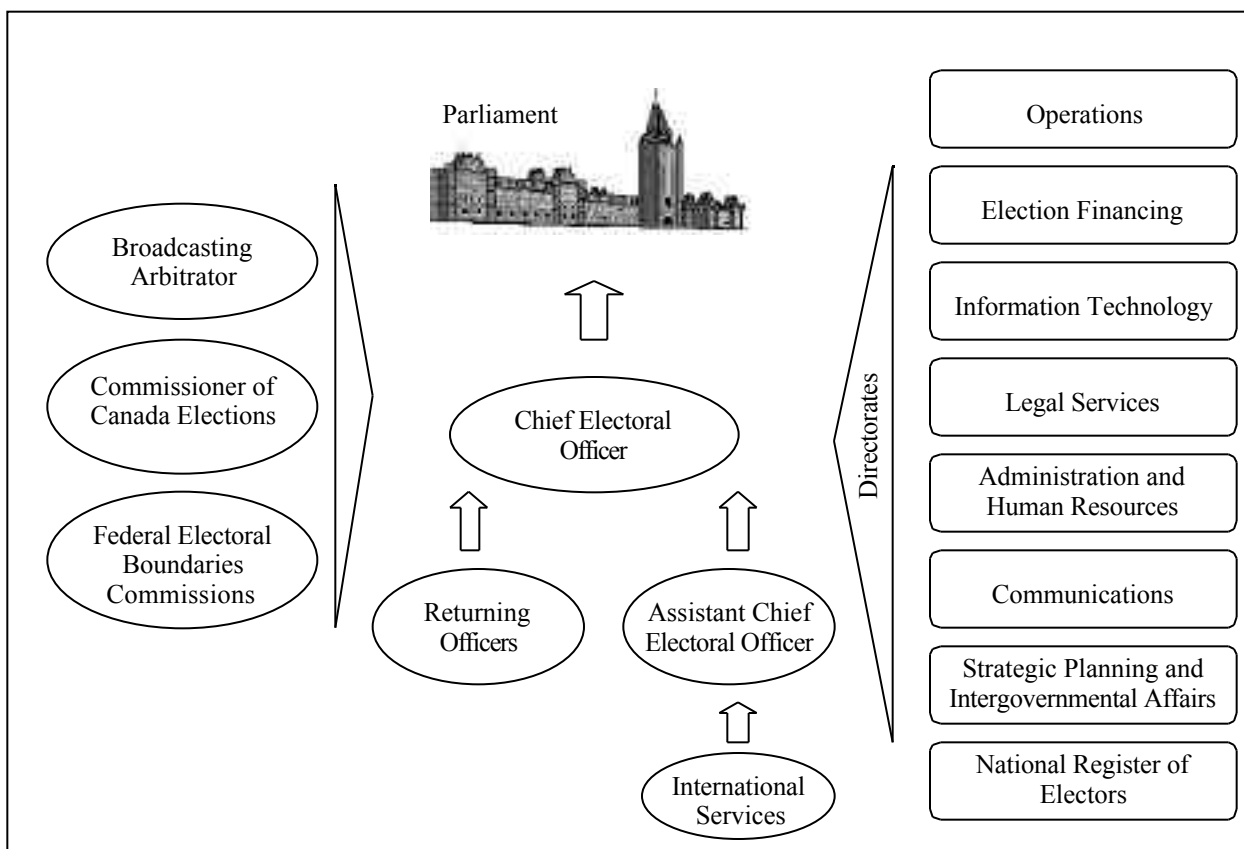 Parliament
Broadcasting
Arbitrator
Commissioner of
Canada Elections
Federal Electoral
Boundaries
Commissions
Chief Electoral
Officer
Returning
Officers
Assistant Chief
Electoral Officer
International
Services
Directorates
Operations
Election Financing
Information Technology
Legal Services
Administration and
Human Resources
Communications
Strategic Planning and
Intergovernmental Affairs
National Register of
Electors